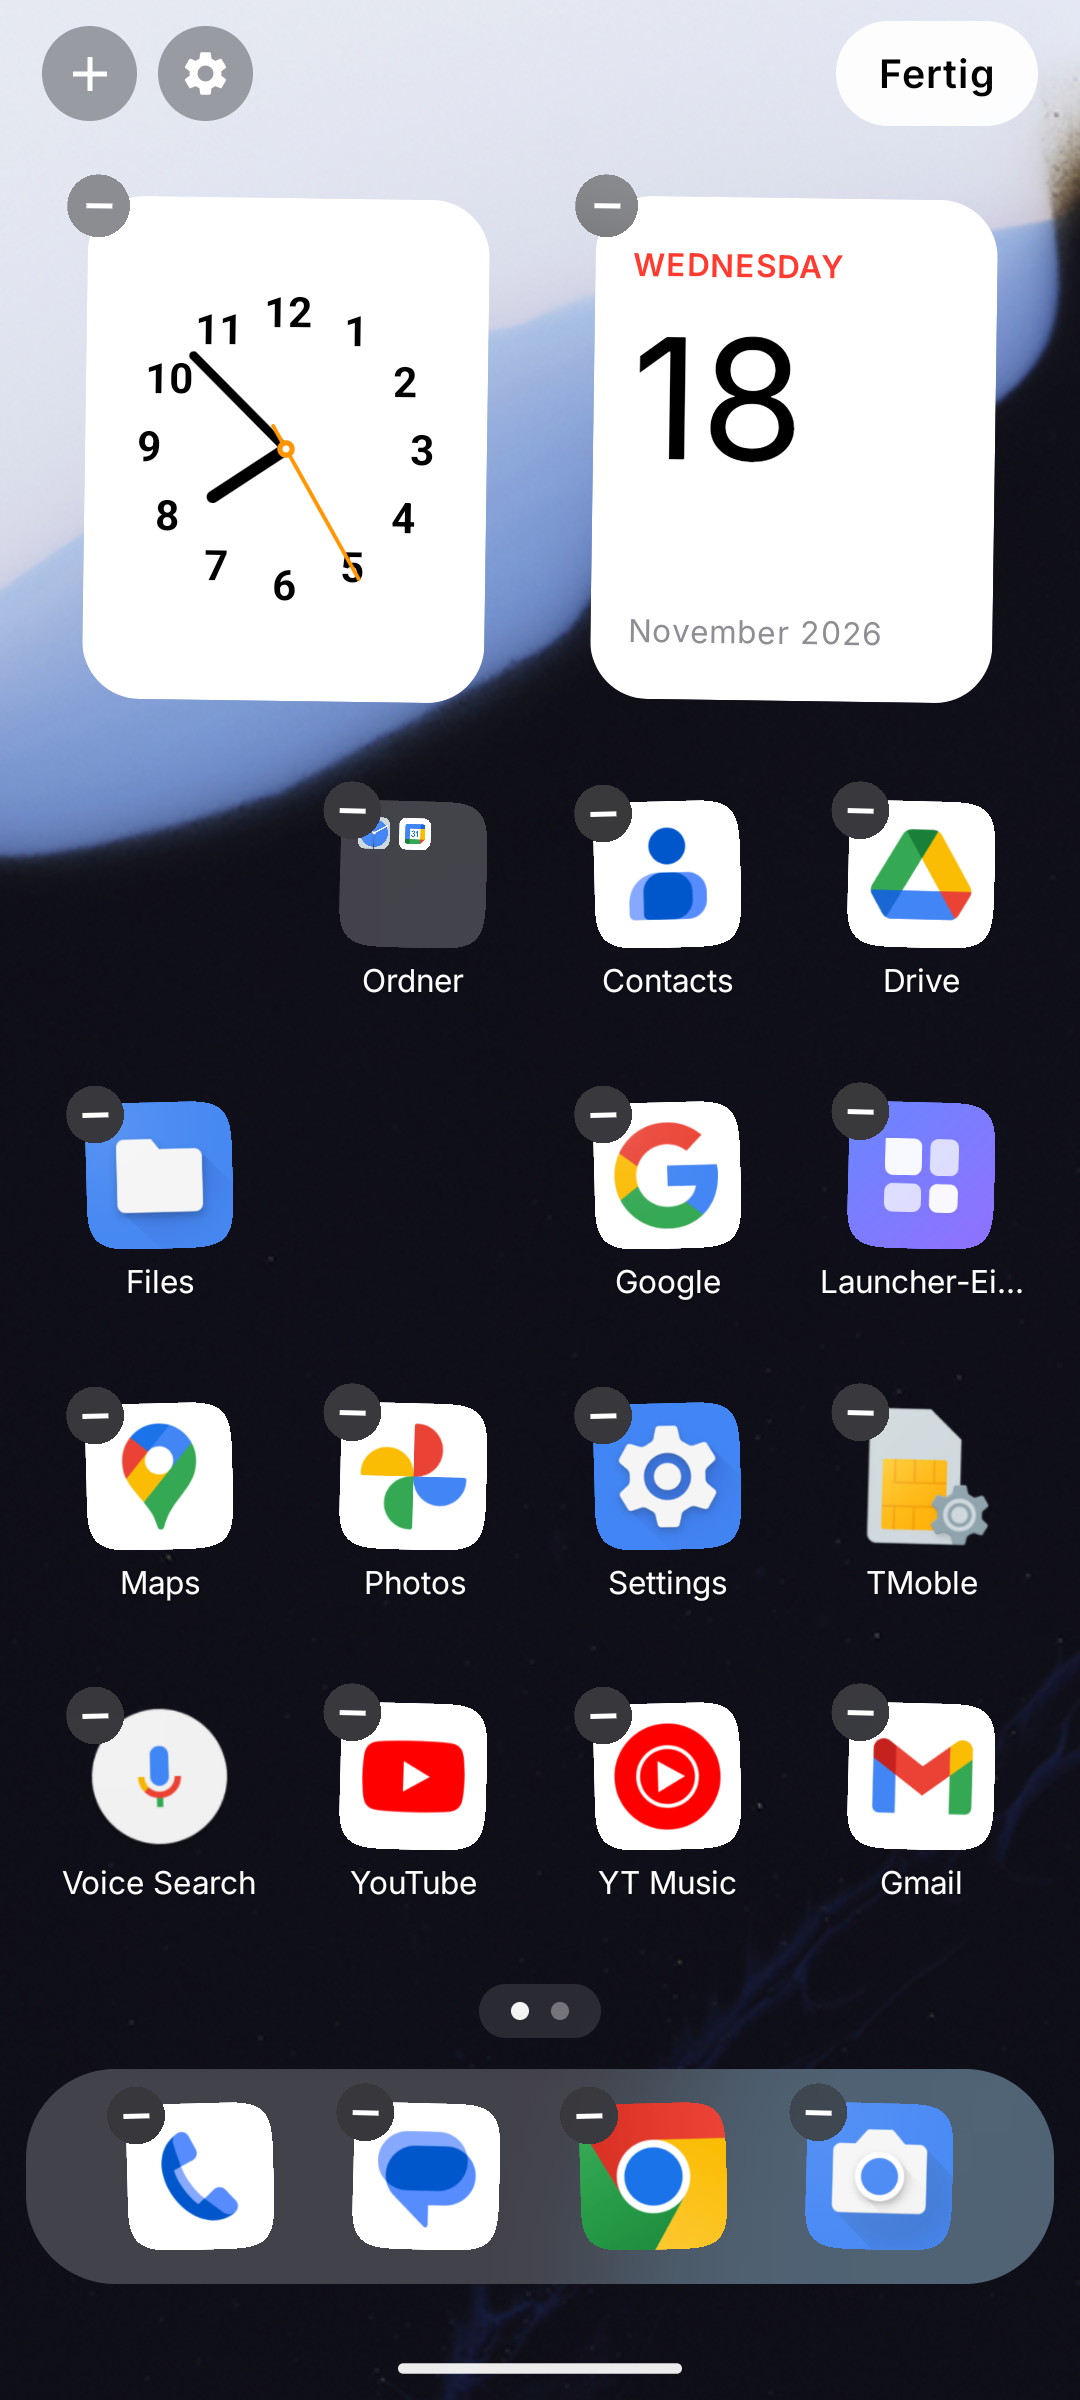 Fertig
12
11
1
10
2
9
3
8
4
7
5
6
WEDNESDAY
18
November 2026
31
Ordner
Contacts
Drive
Files
Google
Launcher-Ei...
Maps
Photos
Settings
TMoble
Voice Search
YouTube
YT Music
Gmail